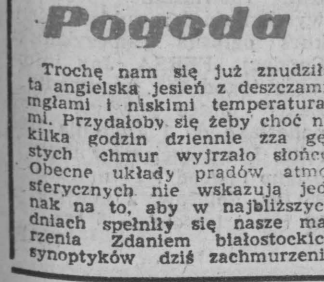 Pogoda
Trochę nam się już znudził
ta angielska jesień z deszczam
mgłami i niskimi temperatura
mi. Przydałoby się żeby choć n
kilka godzin dziennie zza gę
stych chmur wyjrzało słońc
Obecne układy prądów atmo
sferycznych nie wskazują jed
nak na to, aby w najbliższyc
dniach spełniły się nasze ma
rzenia Zdaniem białostockic
synoptyków dziś zachmurzeni